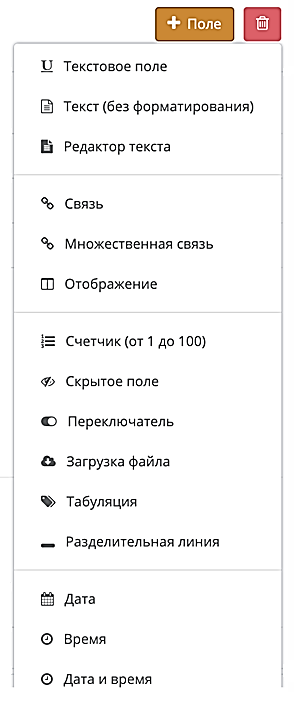 Поле
Текстовое поле
Текст (без форматирования)
Редактор текста
Связь
Множественная связь
Отображение
Счетчик (от 1 до 100)
Скрытое поле
Переключатель
Загрузка файла
Табуляция
Разделительная линия
Дата
Время
Дата и время